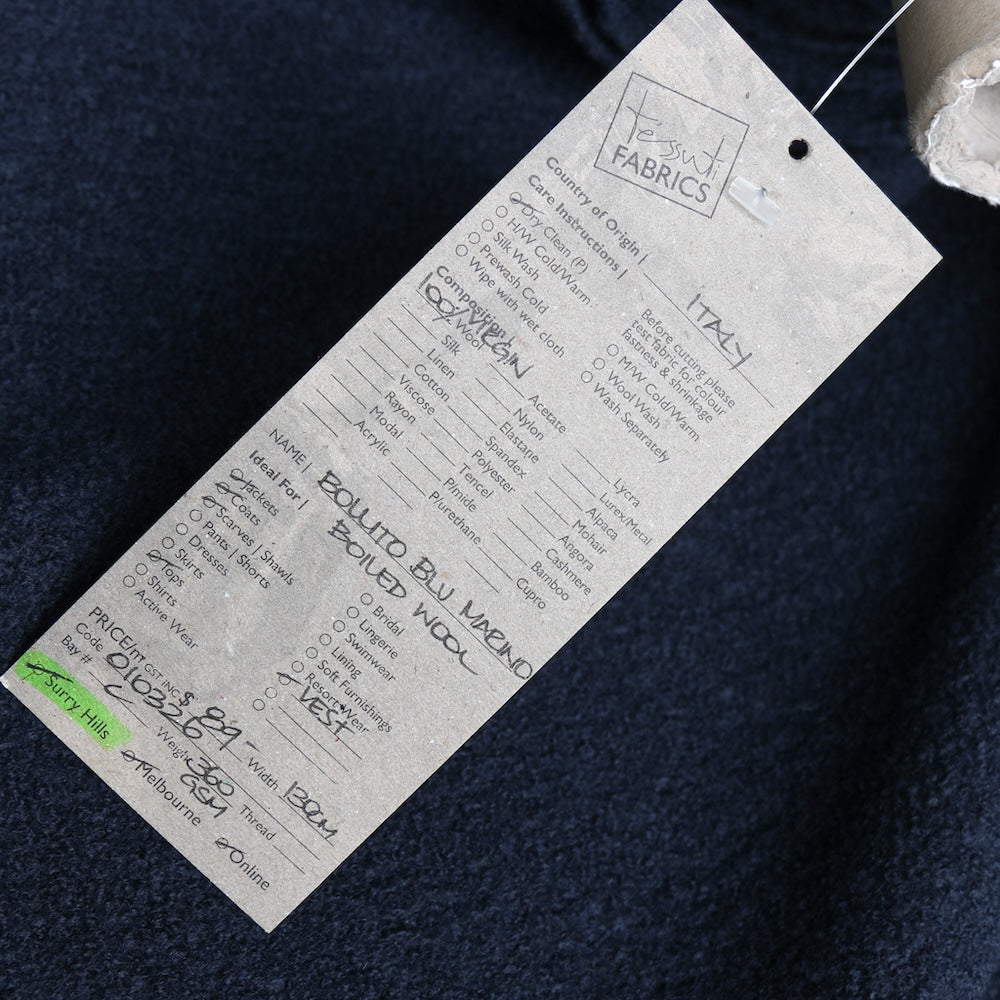 tessuti
FABRICS
Country of Origin | ITALY
Care Instructions |
Dry Clean (P)
H/W Cold/Warm
Silk Wash
Prewash Cold
Wipe with wet cloth
Before cutting please
test fabric for colour
fastness & shrinkage
M/W Cold/Warm
Wool Wash
Wash Separately
Composition |
100% VIRGIN
Wool
Silk
Linen
Cotton
Viscose
Rayon
Modal
Acrylic
Acetate
Nylon
Elastane
Spandex
Polyester
Tencel
P/mide
P/urethane
Lycra
Lurex/Metal
Alpaca
Mohair
Angora
Cashmere
Bamboo
Cupro
NAME | BOLLITO BLU MARINO
BOILED WOOL
Ideal For |
Jackets
Coats
Scarves | Shawls
Pants | Shorts
Dresses
Skirts
Tops
Shirts
Active Wear
Bridal
Lingerie
Swimwear
Lining
Soft Furnishings
Resort Wear
VEST
PRICE/MT GST INC $ 89-
Code 0110326 Width 130CM
Bay # C Weight 360 GSM Thread
Surry Hills
Melbourne
Online